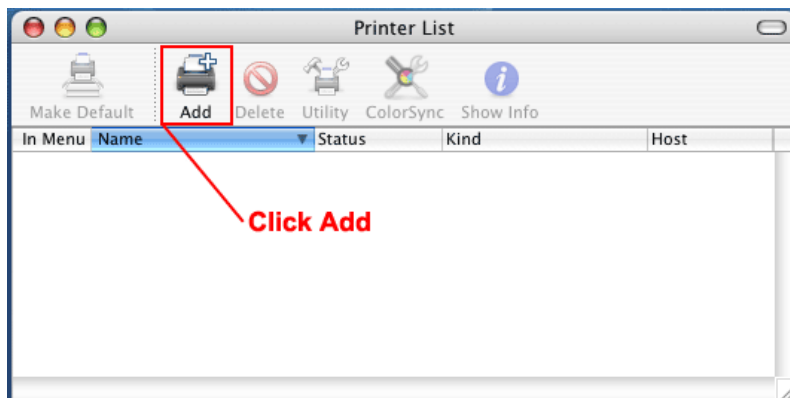 Printer List
Make Default Add Delete Utility ColorSync Show Info
In Menu Name Status Kind Host
Click Add